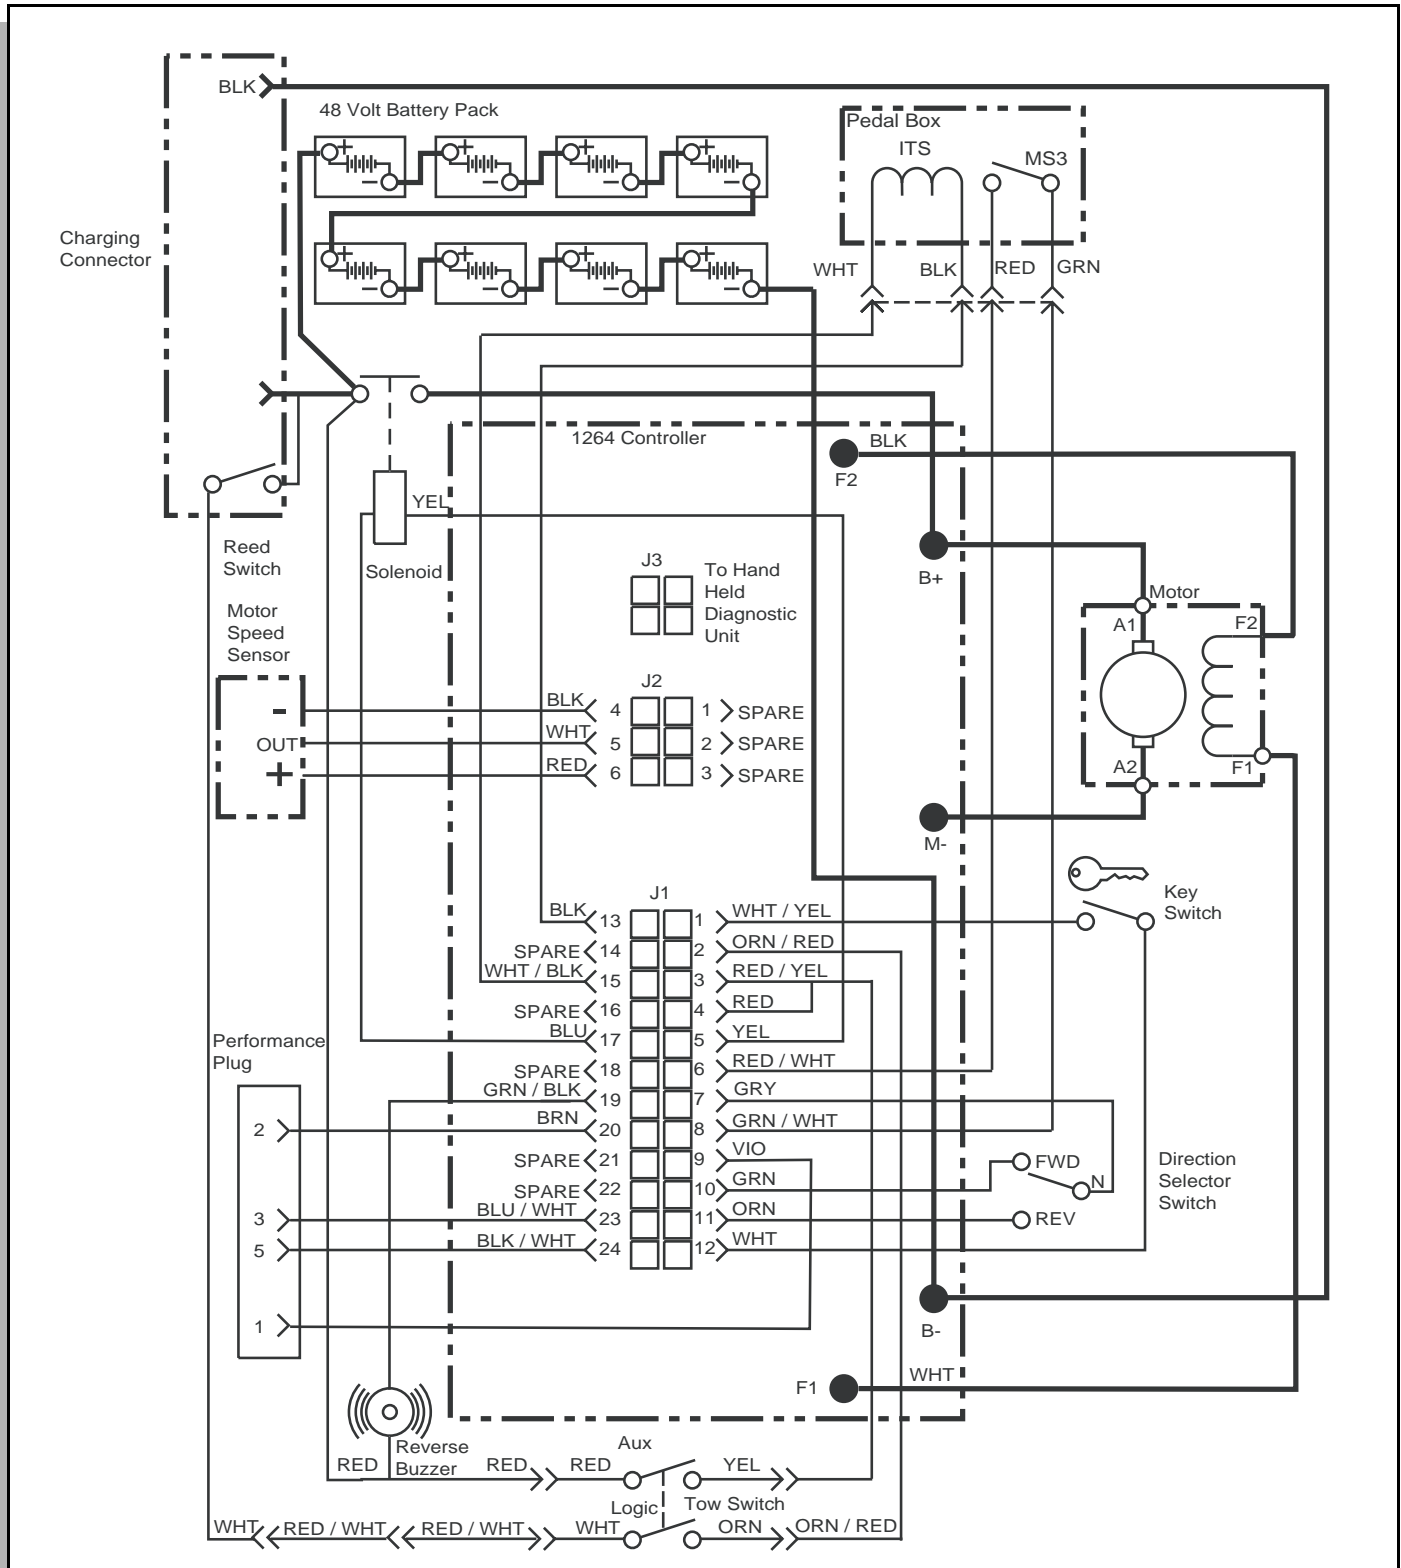 BLK
48 Volt Battery Pack
Pedal Box
ITS
MS3
Charging
Connector
WHT
BLK
RED
GRN
1264 Controller
BLK
F2
YEL
Reed
Switch
Solenoid
J3
To Hand
Held
Diagnostic
Unit
B+
Motor
A1
F2
Motor
Speed
Sensor
-
OUT
+
J2
BLK 4 1 SPARE
WHT 5 2 SPARE
RED 6 3 SPARE
A2
F1
M-
Key
Switch
J1
BLK 13 1 WHT / YEL
SPARE 14 2 ORN / RED
WHT / BLK 15 3 RED / YEL
SPARE 16 4 RED
BLU 17 5 YEL
SPARE 18 6 RED / WHT
GRN / BLK 19 7 GRY
BRN 20 8 GRN / WHT
SPARE 21 9 VIO
SPARE 22 10 GRN
BLU / WHT 23 11 ORN
BLK / WHT 24 12 WHT
Performance
Plug
2
3
5
1
FWD
N
REV
Direction
Selector
Switch
B-
F1
WHT
Reverse
Buzzer
Aux
RED RED RED YEL
Logic
Tow Switch
WHT RED / WHT RED / WHT WHT ORN ORN / RED